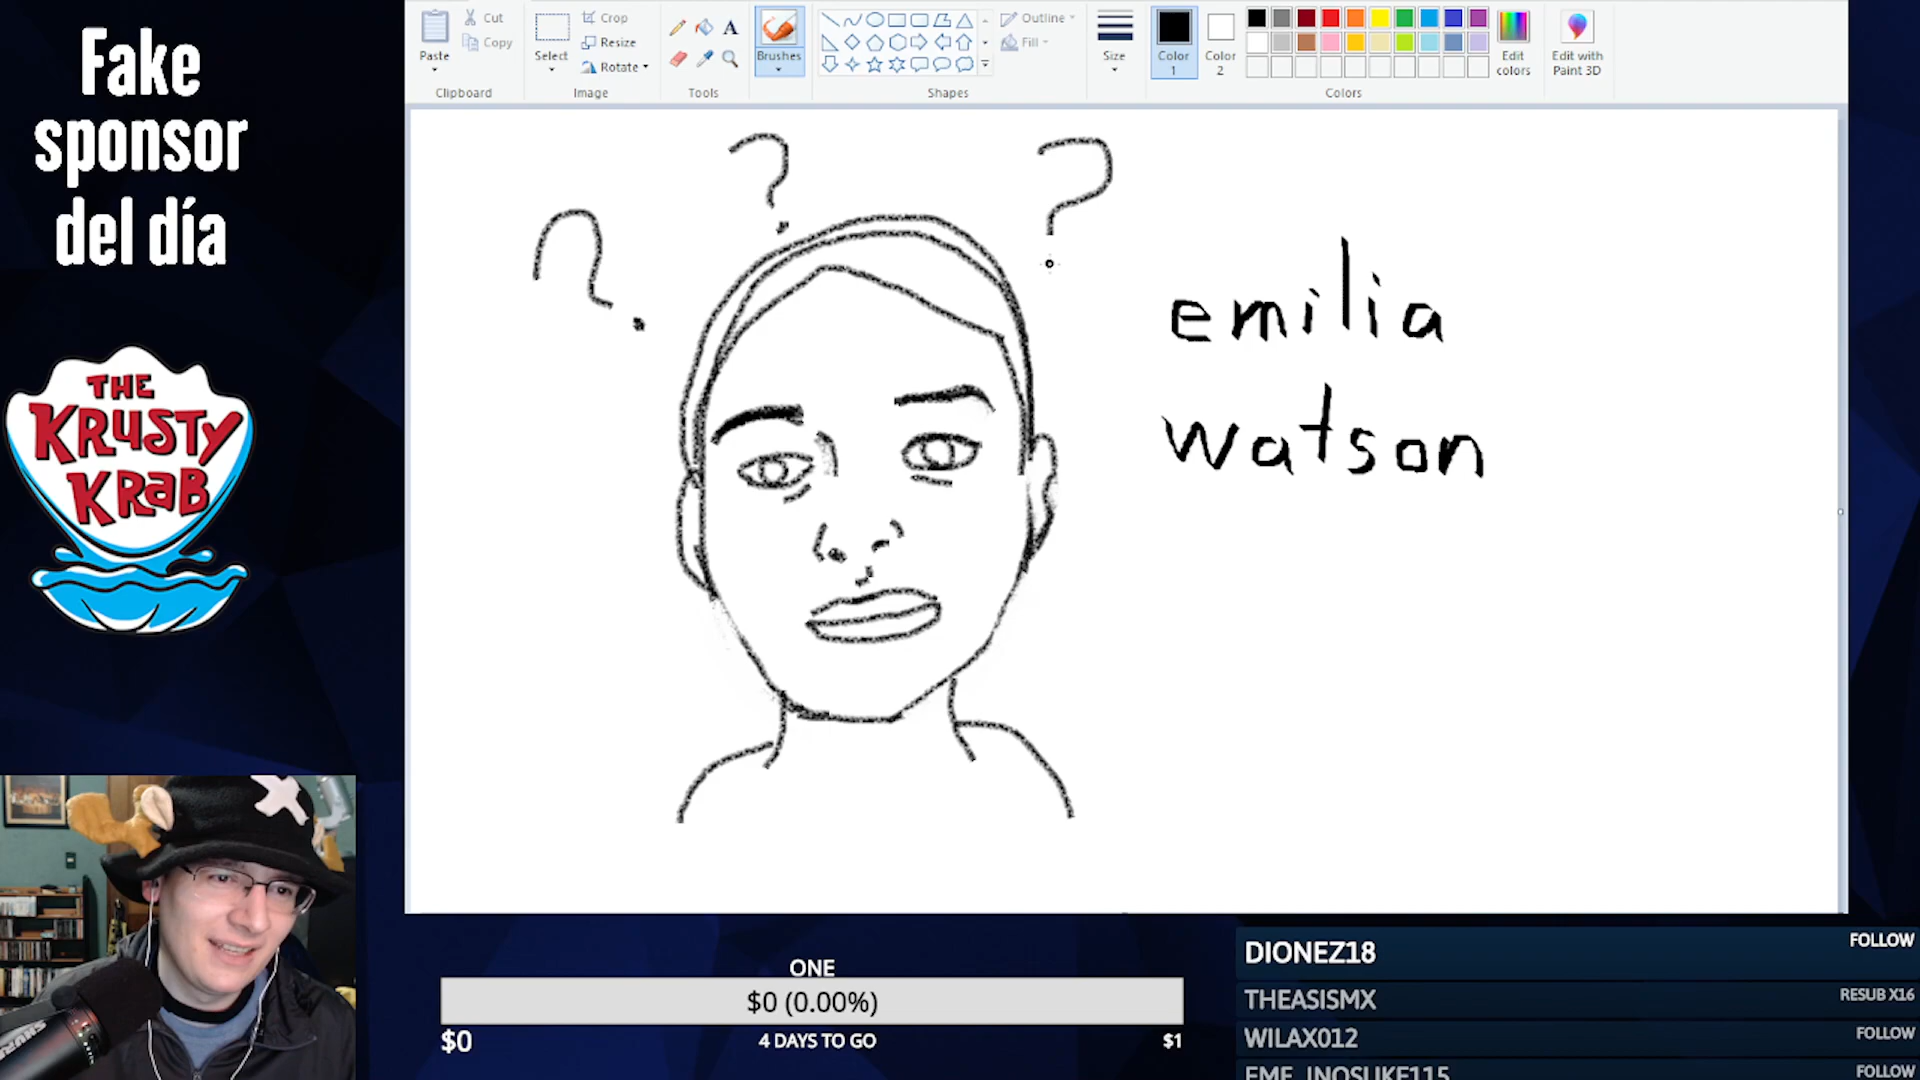 Fake
sponsor
del día
THE
KRUSTY
KRAB
Paste
Cut
Copy
Clipboard
Select
Crop
Resize
Rotate
Image
A
Tools
Brushes
Outline
Fill
Shapes
Size
Color
1
Color
2
Edit
colors
Edit with
Paint 3D
Colors
? ? ?
emilia
watson
ONE
$0 (0.00%)
$0
4 DAYS TO GO
$1
DIONEZ18
FOLLOW
THEASISMX
RESUB X16
WILAX012
FOLLOW
EME_INOSUKE115
FOLLOW